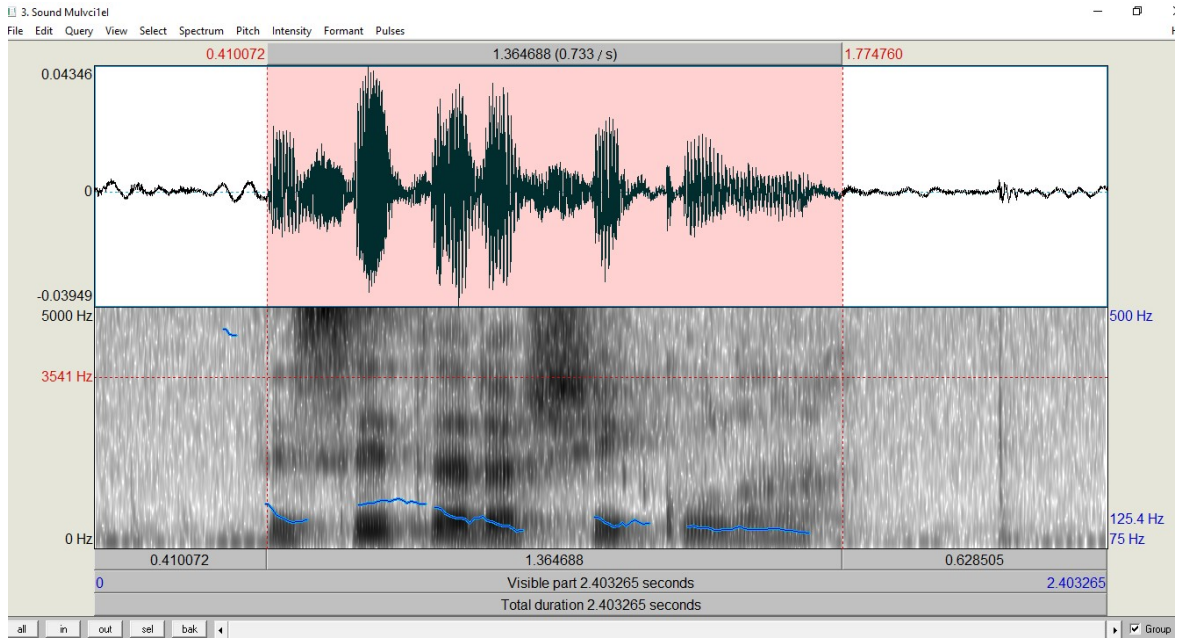 3. Sound Mulvci1el
File Edit Query View Select Spectrum Pitch Intensity Formant Pulses
0.410072 1.364688 (0.733 / s) 1.774760
0.04346
0
-0.03949
5000 Hz 500 Hz
3541 Hz
125.4 Hz
0 Hz 75 Hz
0.410072 1.364688 0.628505
0 Visible part 2.403265 seconds 2.403265
Total duration 2.403265 seconds
all in out sel bak Group